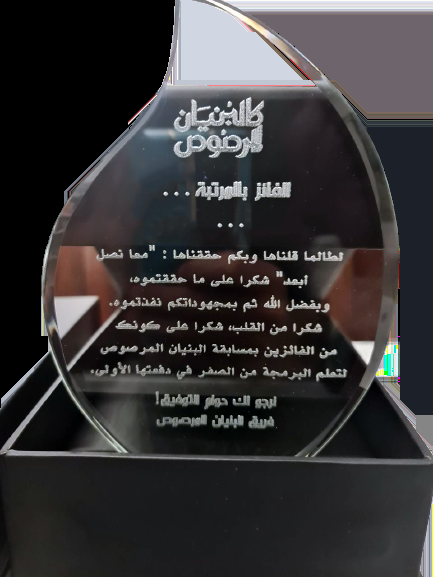 كالبنيان
المرصوص
الفائز بالمرتبة ...
...
لطالما قلناها وبكم حققناها : "معا نصل
أبعد" شكرا على ما حققتموه،
وبفضل الله ثم بمجهوداتكم نفذتموه.
شكرا من القلب، شكرا على كونك
من الفائزين بمسابقة البنيان المرصوص
لتعلم البرمجة من الصفر في دفعتها الأولى.
نرجو لك دوام التوفيق!
فريق البنيان المرصوص